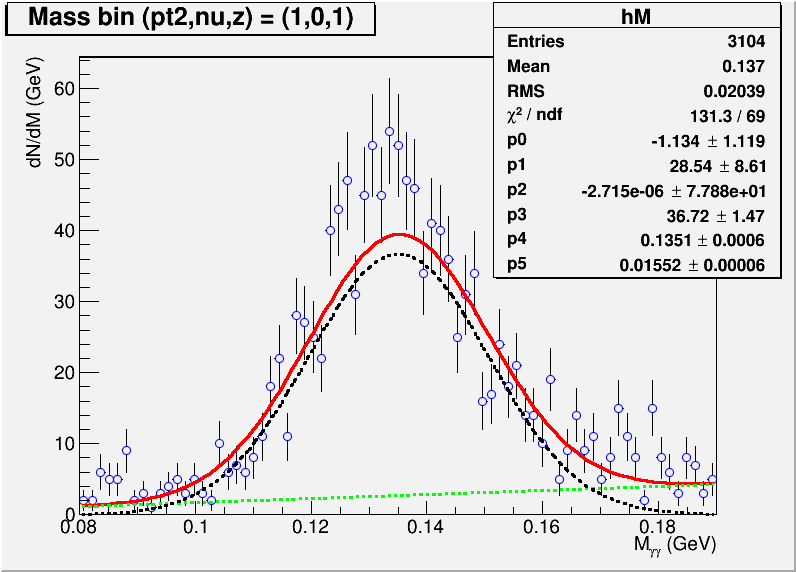 Mass bin (pt2,nu,z) = (1,0,1)
hM
Entries 3104
Mean 0.137
RMS 0.02039
χ² / ndf 131.3 / 69
p0 -1.134 ± 1.119
p1 28.54 ± 8.61
p2 -2.715e-06 ± 7.788e+01
p3 36.72 ± 1.47
p4 0.1351 ± 0.0006
p5 0.01552 ± 0.00006
dN/dM (GeV)
60
50
40
30
20
10
0
0.08 0.1 0.12 0.14 0.16 0.18
Mγγ (GeV)